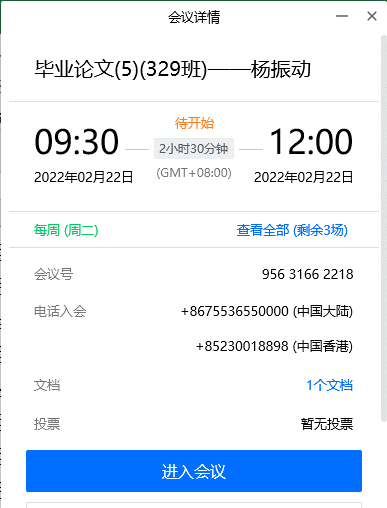 会议详情
毕业论文(5)(329班)——杨振动
待开始
09:30 2小时30分钟 12:00
2022年02月22日 (GMT+08:00) 2022年02月22日
每周 (周二) 查看全部 (剩余3场)
会议号 956 3166 2218
电话入会 +8675536550000 (中国大陆)
+85230018898 (中国香港)
文档 1个文档
投票 暂无投票
进入会议